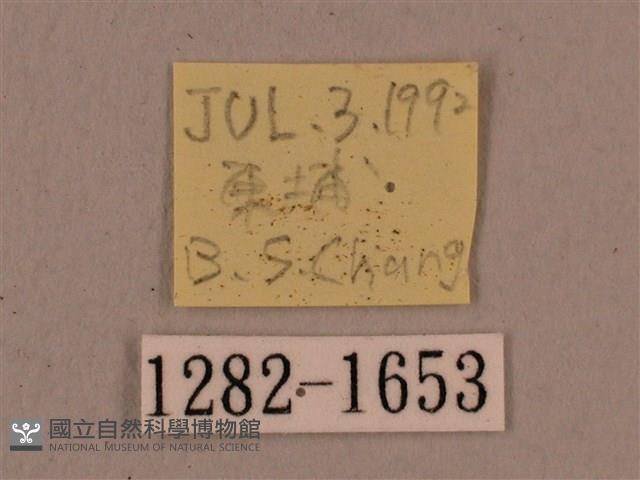 JUL.3.1992
東埔
B.S.Chang
1282-1653
國立自然科學博物館
NATIONAL MUSEUM OF NATURAL SCIENCE